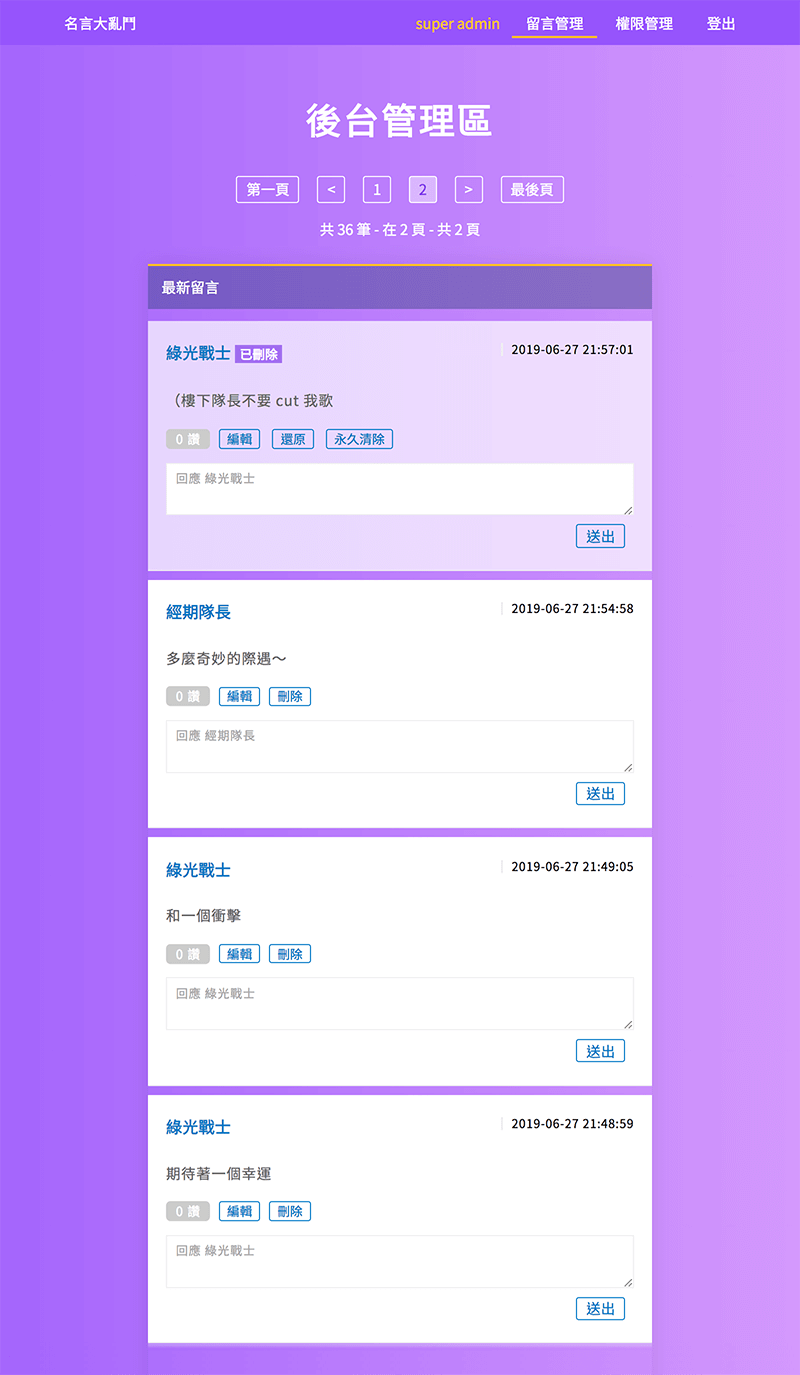 名言大亂鬥 super admin 留言管理 權限管理 登出
後台管理區
第一頁 < 1 2 > 最後頁
共 36 筆 - 在 2 頁 - 共 2 頁
最新留言
綠光戰士 已刪除 2019-06-27 21:57:01
（樓下隊長不要 cut 我歌
0 讚 編輯 還原 永久清除
回應 綠光戰士
送出
經期隊長 2019-06-27 21:54:58
多麼奇妙的際遇～
0 讚 編輯 刪除
回應 經期隊長
送出
綠光戰士 2019-06-27 21:49:05
和一個衝擊
0 讚 編輯 刪除
回應 綠光戰士
送出
綠光戰士 2019-06-27 21:48:59
期待著一個幸運
0 讚 編輯 刪除
回應 綠光戰士
送出